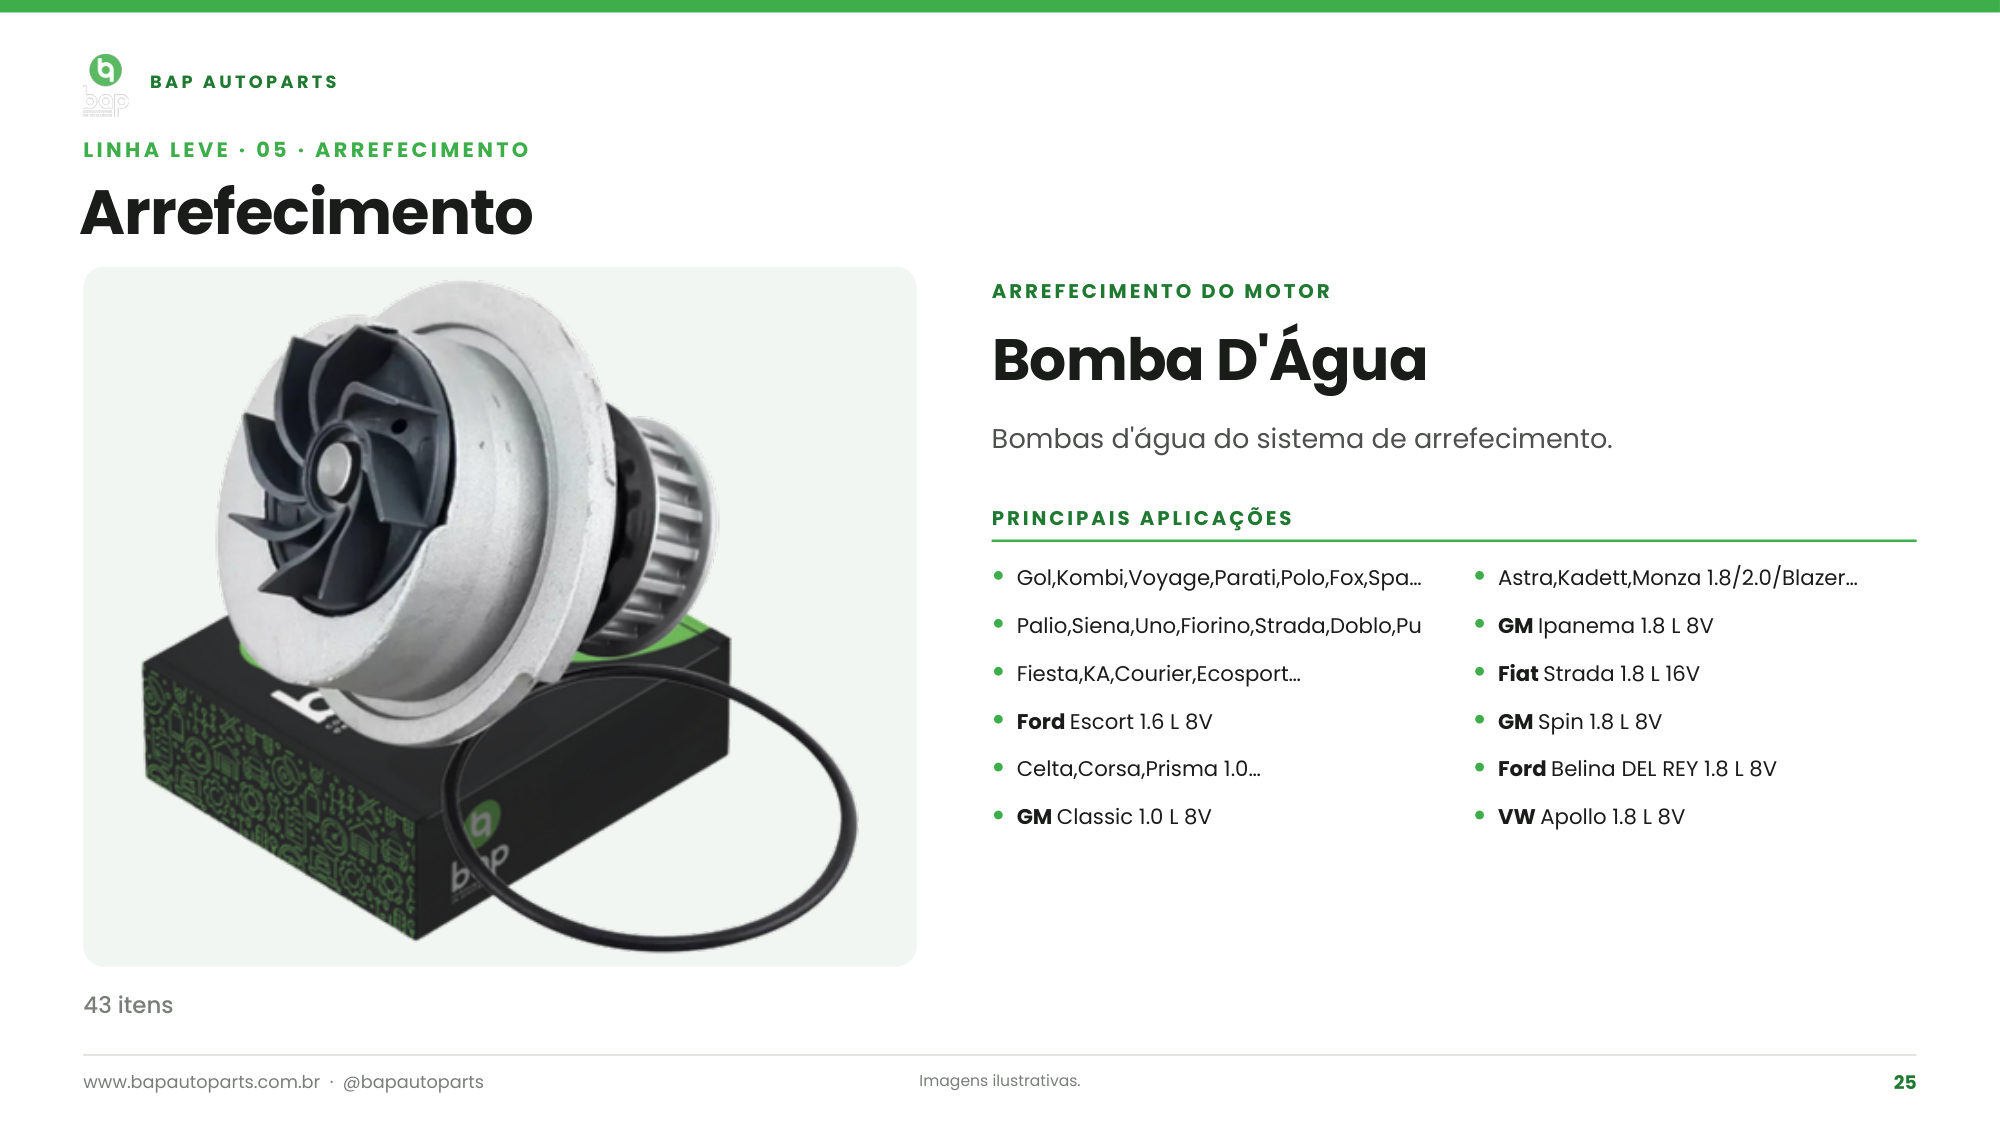 bap
BAP AUTOPARTS
LINHA LEVE · 05 · ARREFECIMENTO
Arrefecimento
bap
ARREFECIMENTO DO MOTOR
Bomba D'Água
Bombas d'água do sistema de arrefecimento.
PRINCIPAIS APLICAÇÕES
• Gol,Kombi,Voyage,Parati,Polo,Fox,Spa...
• Palio,Siena,Uno,Fiorino,Strada,Doblo,Pu
• Fiesta,KA,Courier,Ecosport...
• Ford Escort 1.6 L 8V
• Celta,Corsa,Prisma 1.0...
• GM Classic 1.0 L 8V
• Astra,Kadett,Monza 1.8/2.0/Blazer...
• GM Ipanema 1.8 L 8V
• Fiat Strada 1.8 L 16V
• GM Spin 1.8 L 8V
• Ford Belina DEL REY 1.8 L 8V
• VW Apollo 1.8 L 8V
43 itens
www.bapautoparts.com.br · @bapautoparts
Imagens ilustrativas.
25